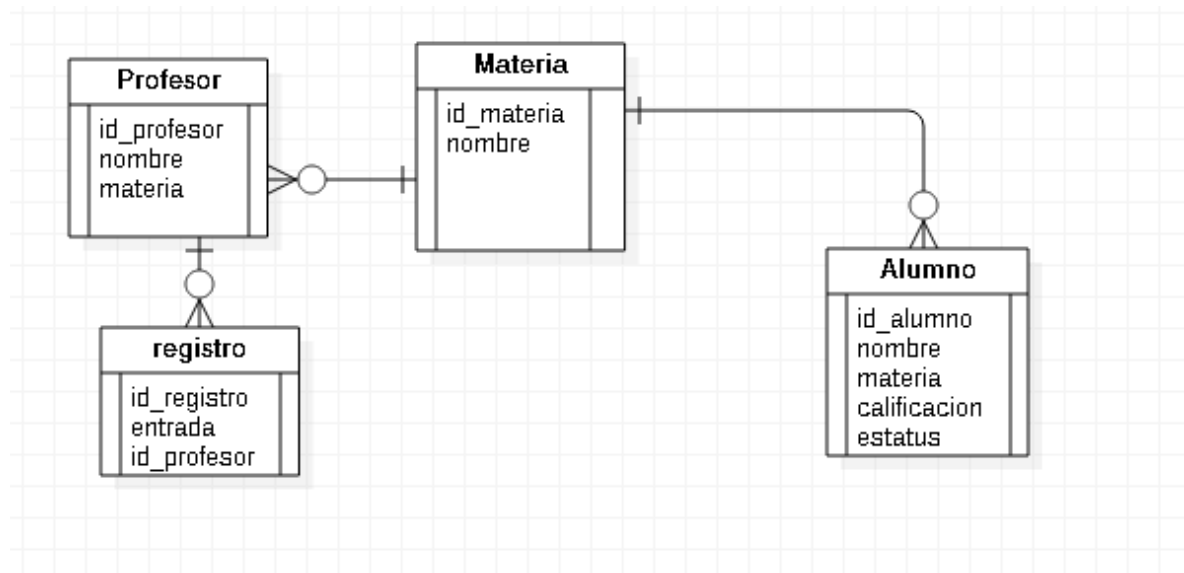 Profesor
id_profesor
nombre
materia
Materia
id_materia
nombre
registro
id_registro
entrada
id_profesor
Alumno
id_alumno
nombre
materia
calificacion
estatus